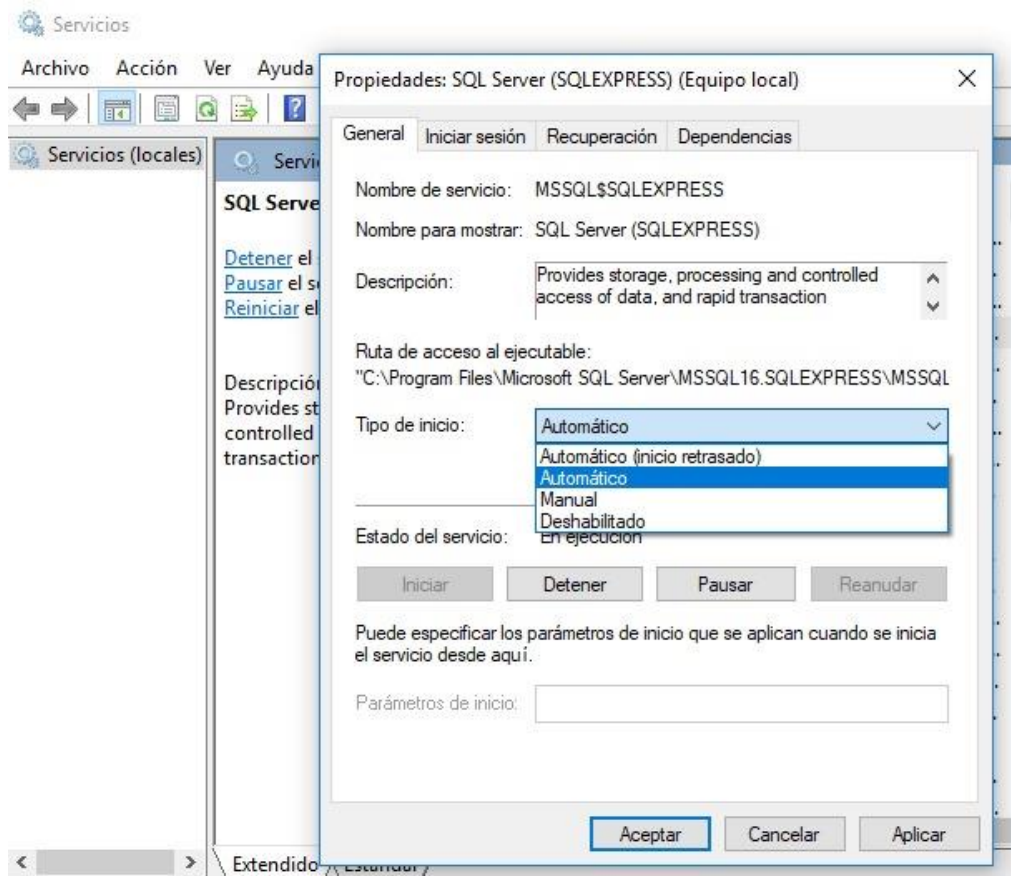 Servicios
Archivo Acción Ver Ayuda
Servicios (locales)
SQL Serve
Detener el
Pausar el
Reiniciar el
Provides
controlled
transaction
Extendido
Propiedades: SQL Server (SQLEXPRESS) (Equipo local)
General Iniciar sesión Recuperación Dependencias
Nombre de servicio: MSSQL$SQLEXPRESS
Nombre para mostrar: SQL Server (SQLEXPRESS)
Descripción: Provides storage, processing and controlled
access of data, and rapid transaction
Ruta de acceso al ejecutable:
"C:\Program Files\Microsoft SQL Server\MSSQL16.SQLEXPRESS\MSSQL
Tipo de inicio: Automático
Automático (inicio retrasado)
Automático
Manual
Deshabilitado
Estado del servicio: En ejecución
Iniciar Detener Pausar Reanudar
Puede especificar los parámetros de inicio que se aplican cuando se inicia
el servicio desde aquí.
Parámetros de inicio:
Aceptar Cancelar Aplicar